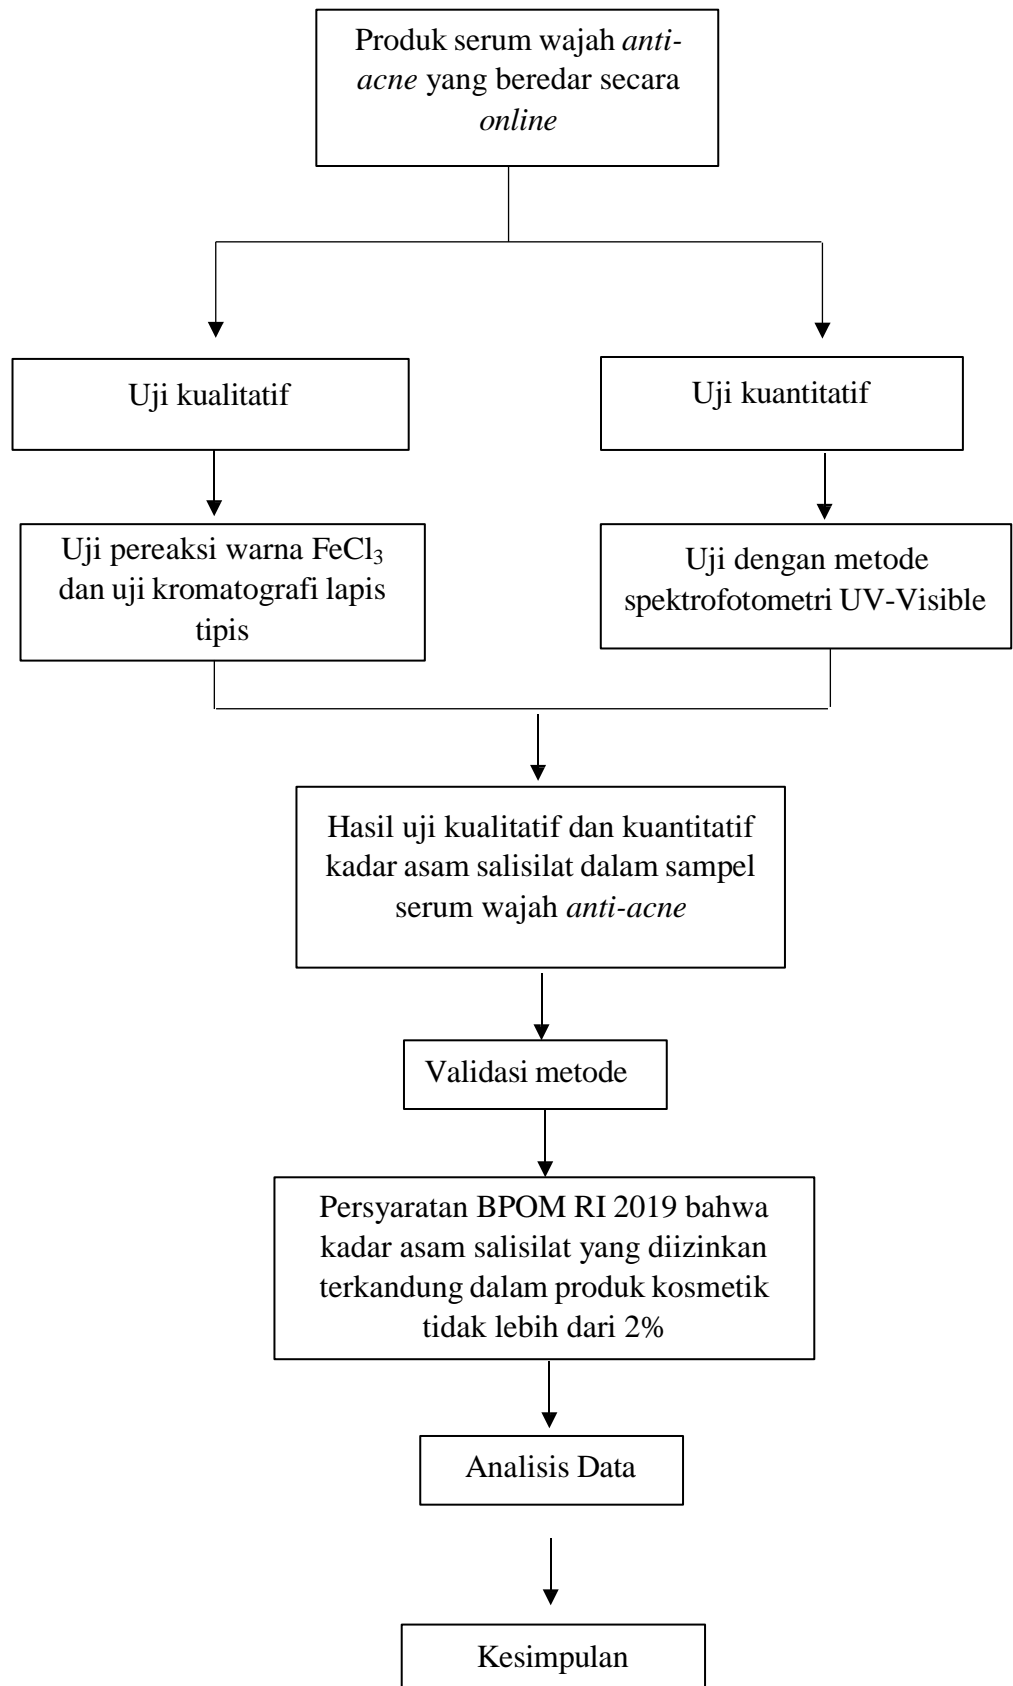 Produk serum wajah anti-
acne yang beredar secara
online
Uji kualitatif
Uji kuantitatif
Uji pereaksi warna FeCl₃
dan uji kromatografi lapis
tipis
Uji dengan metode
spektrofotometri UV-Visible
Hasil uji kualitatif dan kuantitatif
kadar asam salisilat dalam sampel
serum wajah anti-acne
Validasi metode
Persyaratan BPOM RI 2019 bahwa
kadar asam salisilat yang diizinkan
terkandung dalam produk kosmetik
tidak lebih dari 2%
Analisis Data
Kesimpulan